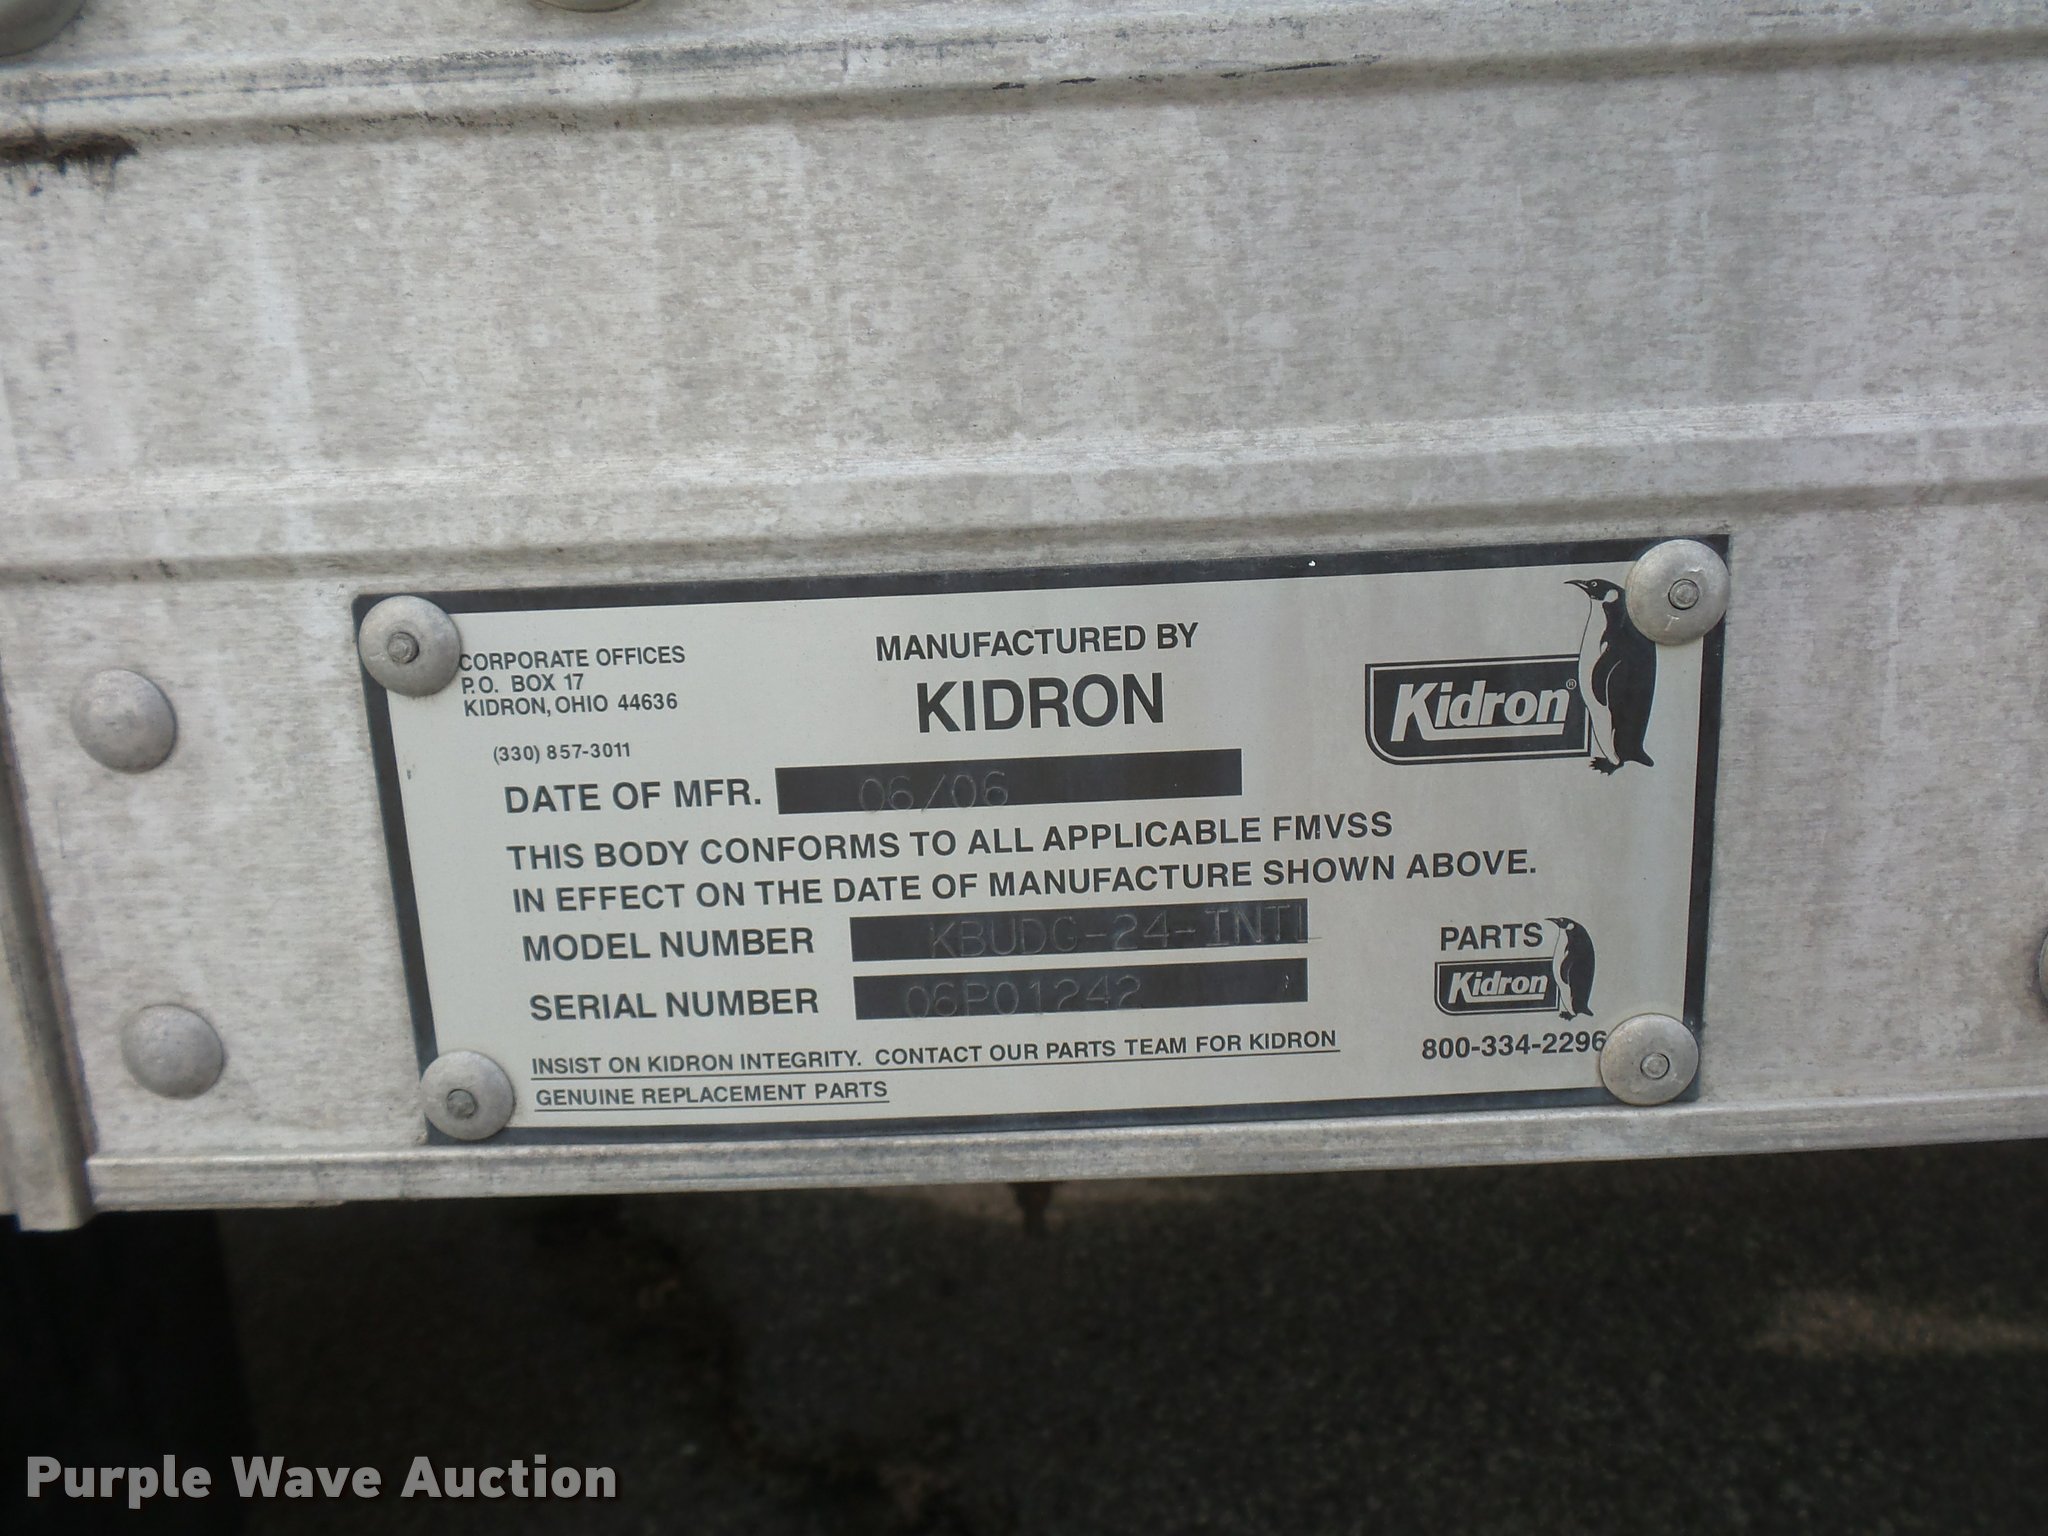 CORPORATE OFFICES
P.O. BOX 17
KIDRON, OHIO 44636
(330) 857-3011
MANUFACTURED BY
KIDRON
Kidron®
DATE OF MFR. 06/06
THIS BODY CONFORMS TO ALL APPLICABLE FMVSS
IN EFFECT ON THE DATE OF MANUFACTURE SHOWN ABOVE.
MODEL NUMBER KBUDG-24-INTL
SERIAL NUMBER 06P01242
PARTS
Kidron
800-334-2296
INSIST ON KIDRON INTEGRITY. CONTACT OUR PARTS TEAM FOR KIDRON
GENUINE REPLACEMENT PARTS
Purple Wave Auction